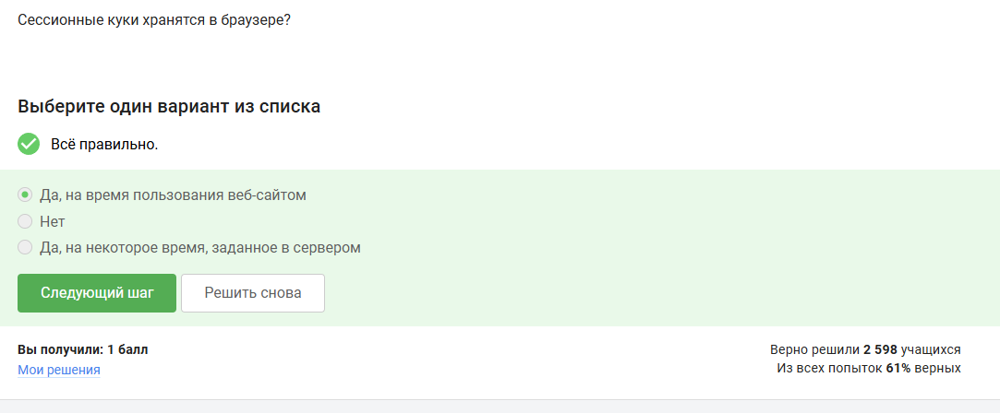 Сессионные куки хранятся в браузере?
Выберите один вариант из списка
Всё правильно.
Да, на время пользования веб-сайтом
Нет
Да, на некоторое время, заданное в сервером
Следующий шаг
Решить снова
Вы получили: 1 балл
Мои решения
Верно решили 2 598 учащихся
Из всех попыток 61% верных